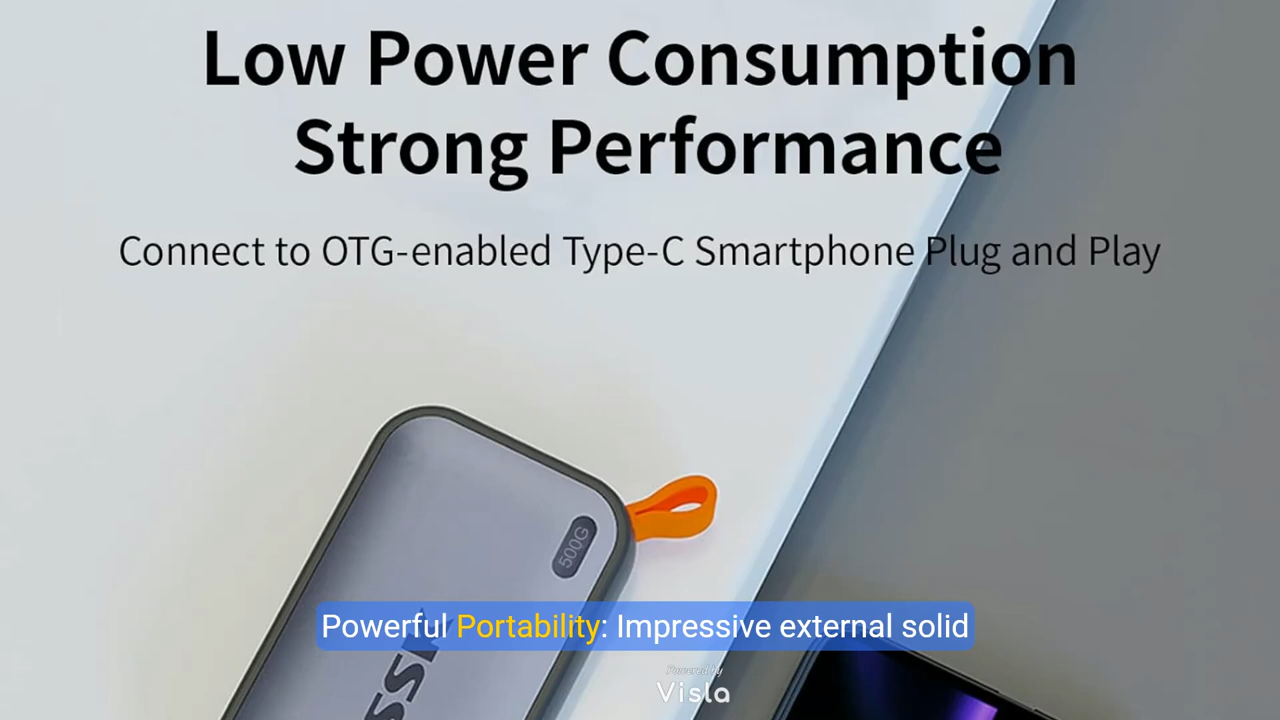 Low Power Consumption
Strong Performance
Connect to OTG-enabled Type-C Smartphone Plug and Play
500G
Powerful Portability: Impressive external solid
Powered by
Visla